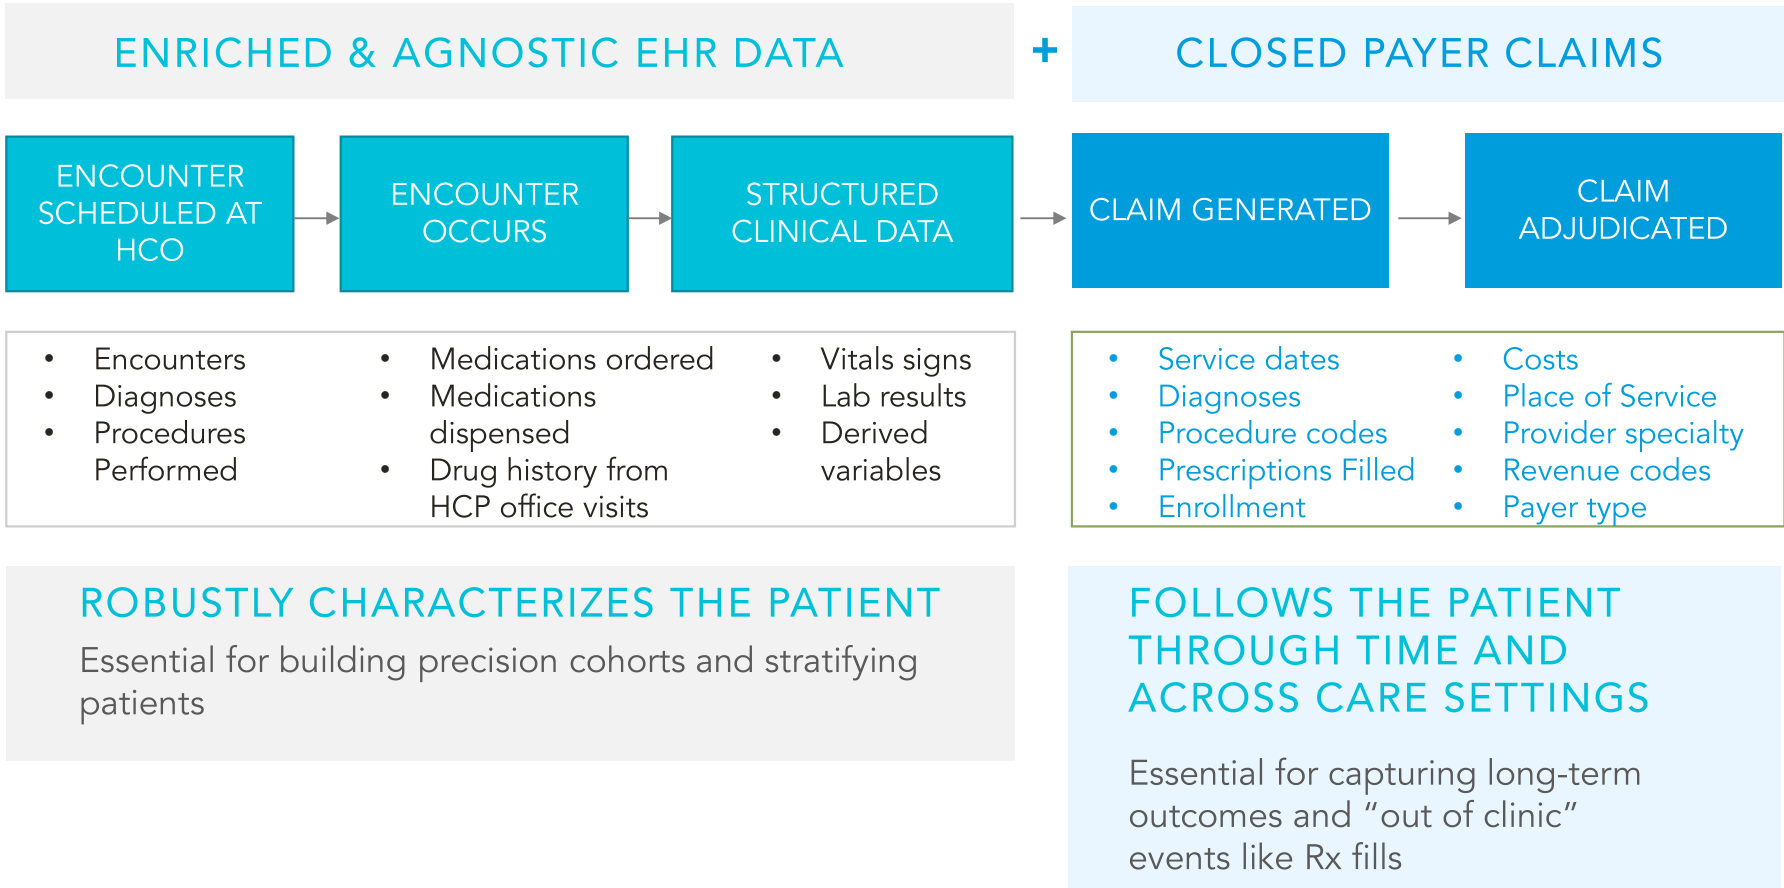 ENRICHED & AGNOSTIC EHR DATA
+
CLOSED PAYER CLAIMS
ENCOUNTER
SCHEDULED AT
HCO
ENCOUNTER
OCCURS
STRUCTURED
CLINICAL DATA
CLAIM GENERATED
CLAIM
ADJUDICATED
• Encounters
• Diagnoses
• Procedures
Performed
• Medications ordered
• Medications
dispensed
• Drug history from
HCP office visits
• Vitals signs
• Lab results
• Derived
variables
• Service dates
• Diagnoses
• Procedure codes
• Prescriptions Filled
• Enrollment
• Costs
• Place of Service
• Provider specialty
• Revenue codes
• Payer type
ROBUSTLY CHARACTERIZES THE PATIENT
Essential for building precision cohorts and stratifying
patients
FOLLOWS THE PATIENT
THROUGH TIME AND
ACROSS CARE SETTINGS
Essential for capturing long-term
outcomes and “out of clinic”
events like Rx fills